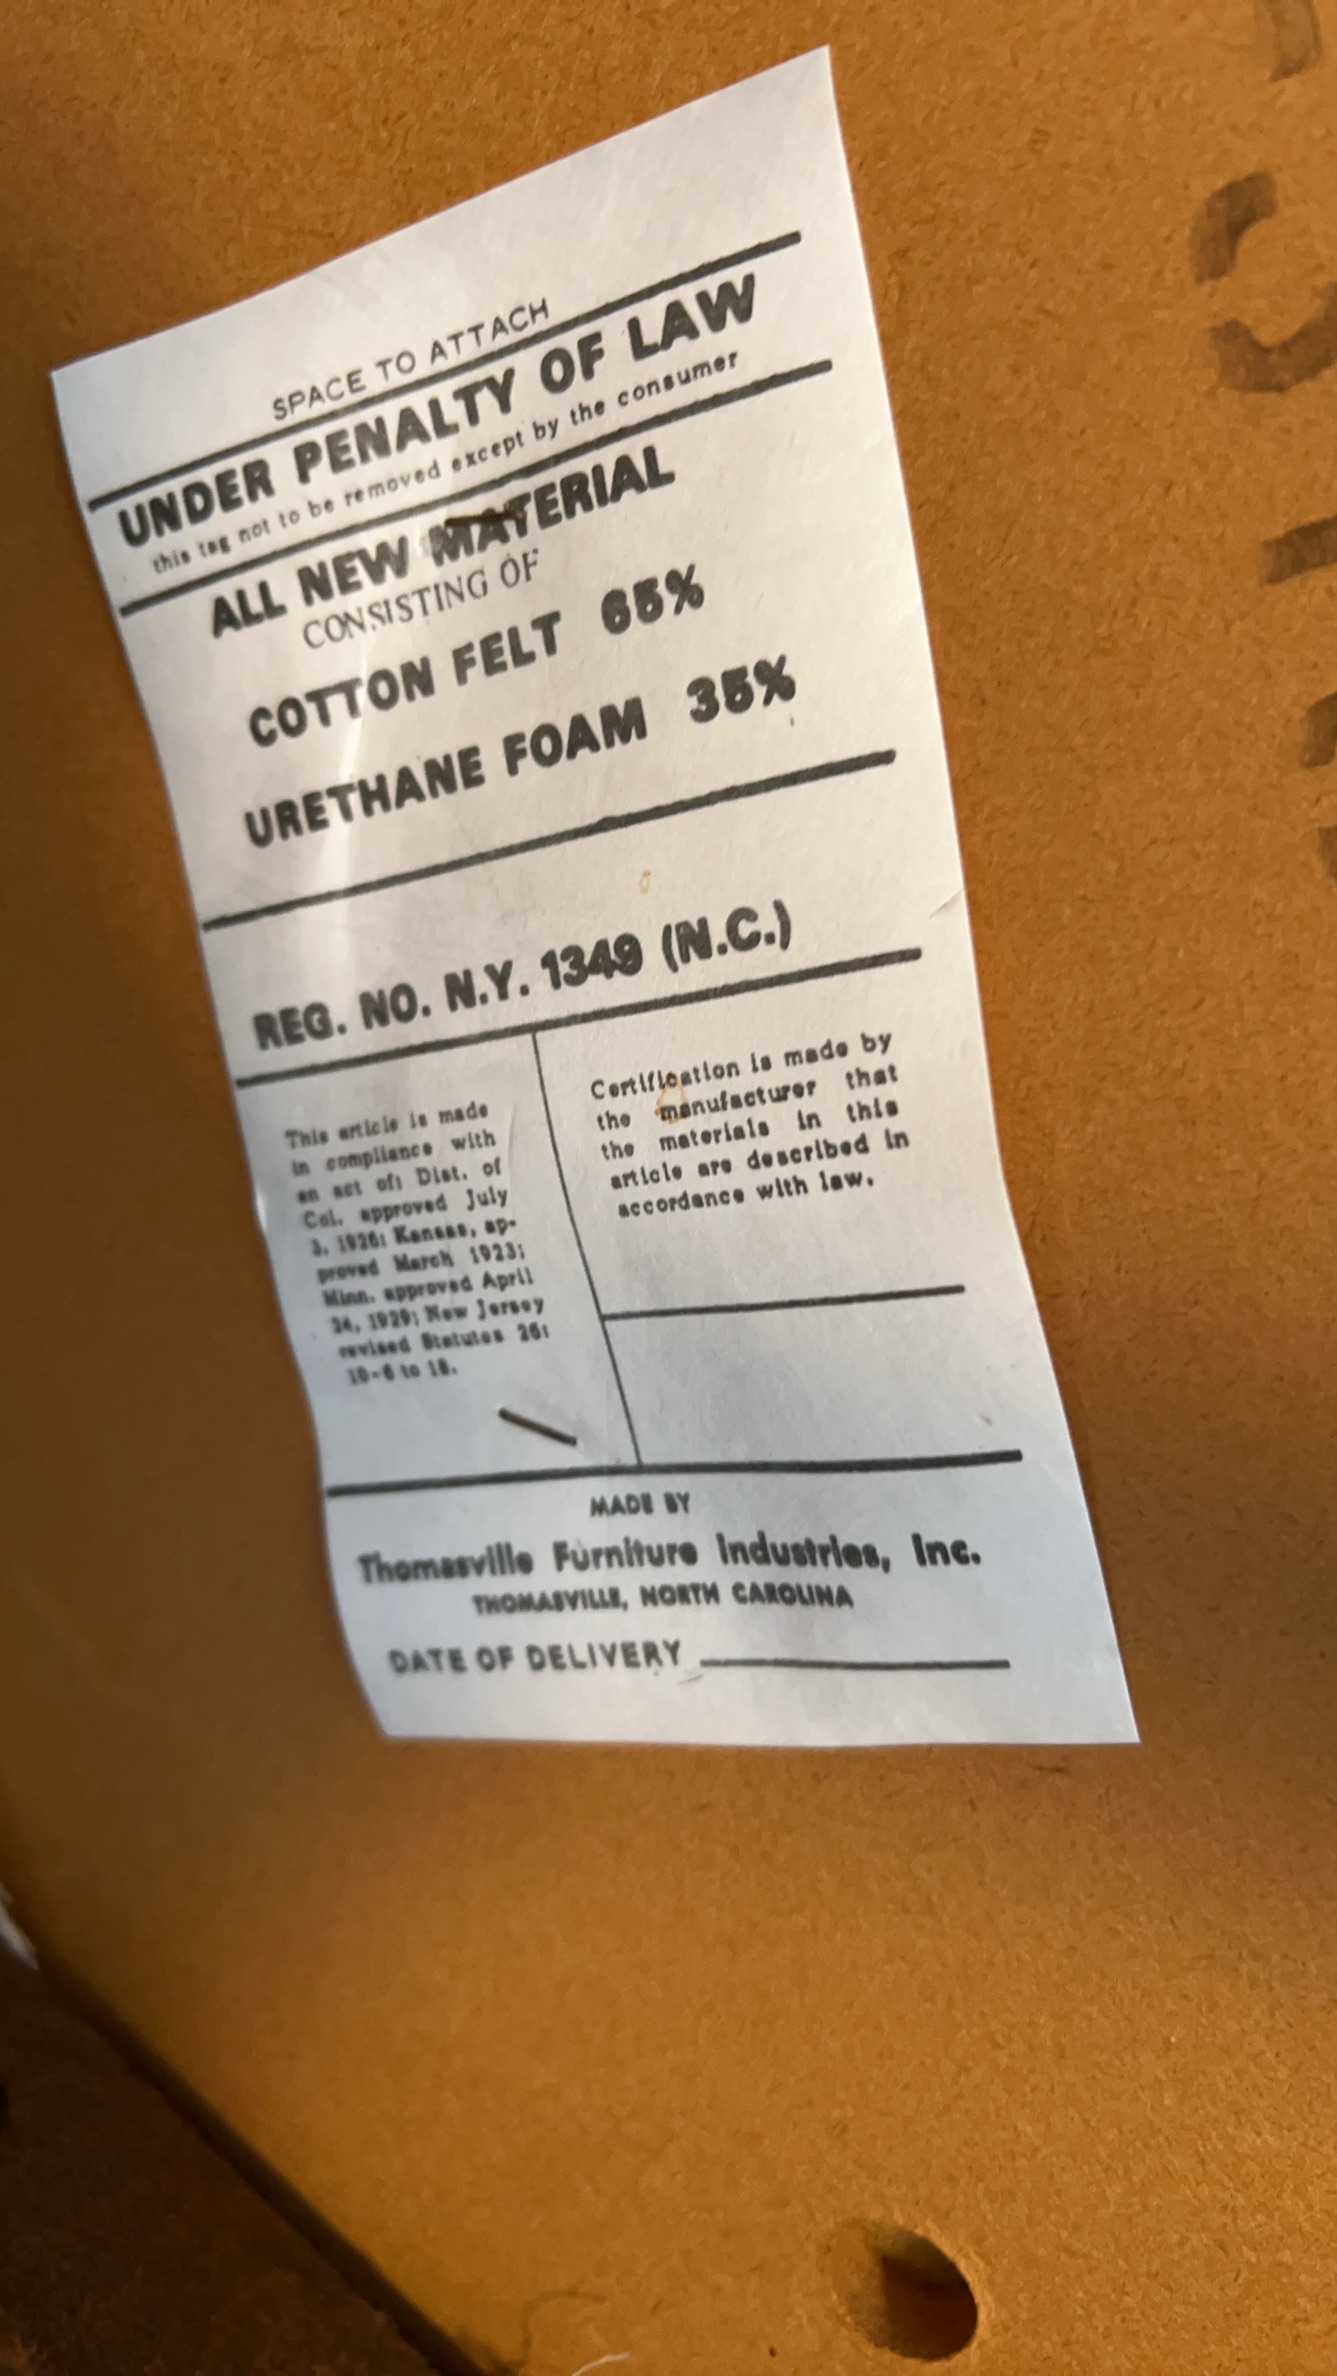 SPACE TO ATTACH
UNDER PENALTY OF LAW
this tag not to be removed except by the consumer
ALL NEW MATERIAL
CONSISTING OF
COTTON FELT 65%
URETHANE FOAM 35%
REG. NO. N.Y. 1349 (N.C.)
This article is made
in compliance with
an act of: Dist. of
Col. approved July
3, 1926: Kansas, ap-
proved March 1923:
Minn. approved April
24, 1929; New Jersey
revised Statutes 26:
10-6 to 18.
Certification is made by
the manufacturer that
the materials in this
article are described in
accordance with law.
MADE BY
Thomasville Furniture Industries, Inc.
THOMASVILLE, NORTH CAROLINA
DATE OF DELIVERY